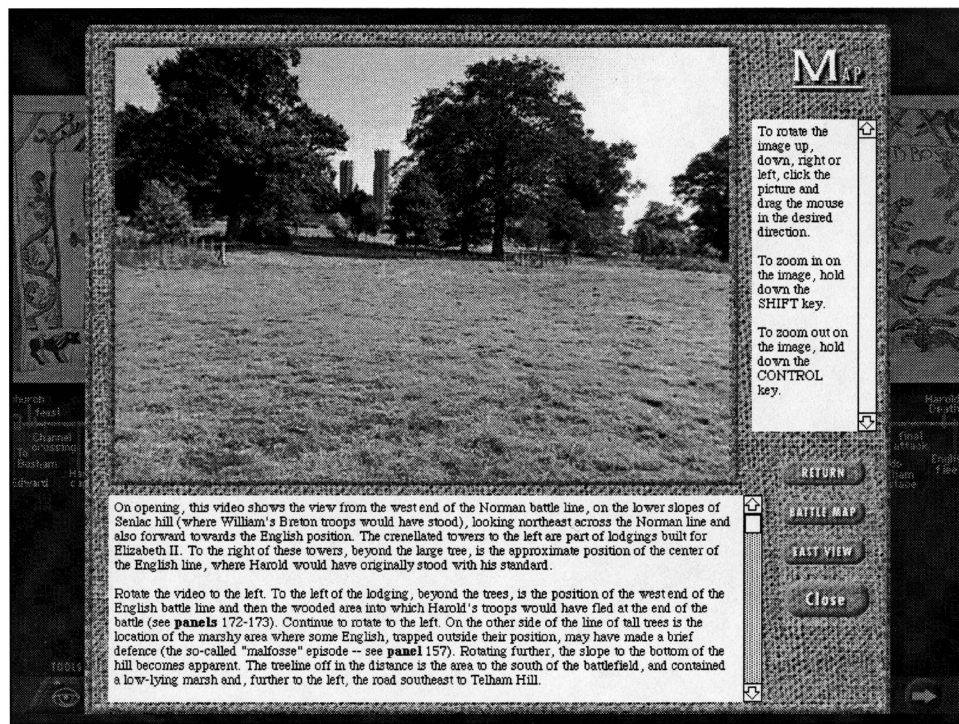 MAP
To rotate the
image up,
down, right or
left, click the
picture and
drag the mouse
in the desired
direction.
To zoom in on
the image, hold
down the
SHIFT key.
To zoom out on
the image, hold
down the
CONTROL
key.
feast
Channel
crossing
To
Bosham
Edward
Harold
Death
final
attack
RETURN
BATTLE MAP
EAST VIEW
Close
On opening, this video shows the view from the west end of the Norman battle line, on the lower slopes of
Senlac hill (where William's Breton troops would have stood), looking northeast across the Norman line and
also forward towards the English position. The crenellated towers to the left are part of lodgings built for
Elizabeth II. To the right of these towers, beyond the large tree, is the approximate position of the center of
the English line, where Harold would have originally stood with his standard.
Rotate the video to the left. To the left of the lodging, beyond the trees, is the position of the west end of the
English battle line and then the wooded area into which Harold's troops would have fled at the end of the
battle (see panels 172-173). Continue to rotate to the left. On the other side of the line of tall trees is the
location of the marshy area where some English, trapped outside their position, may have made a brief
defence (the so-called "malfosse" episode -- see panel 157). Rotating further, the slope to the bottom of the
hill becomes apparent. The treeline off in the distance is the area to the south of the battlefield, and contained
a low-lying marsh and, further to the left, the road southeast to Telham Hill.
TOOLS